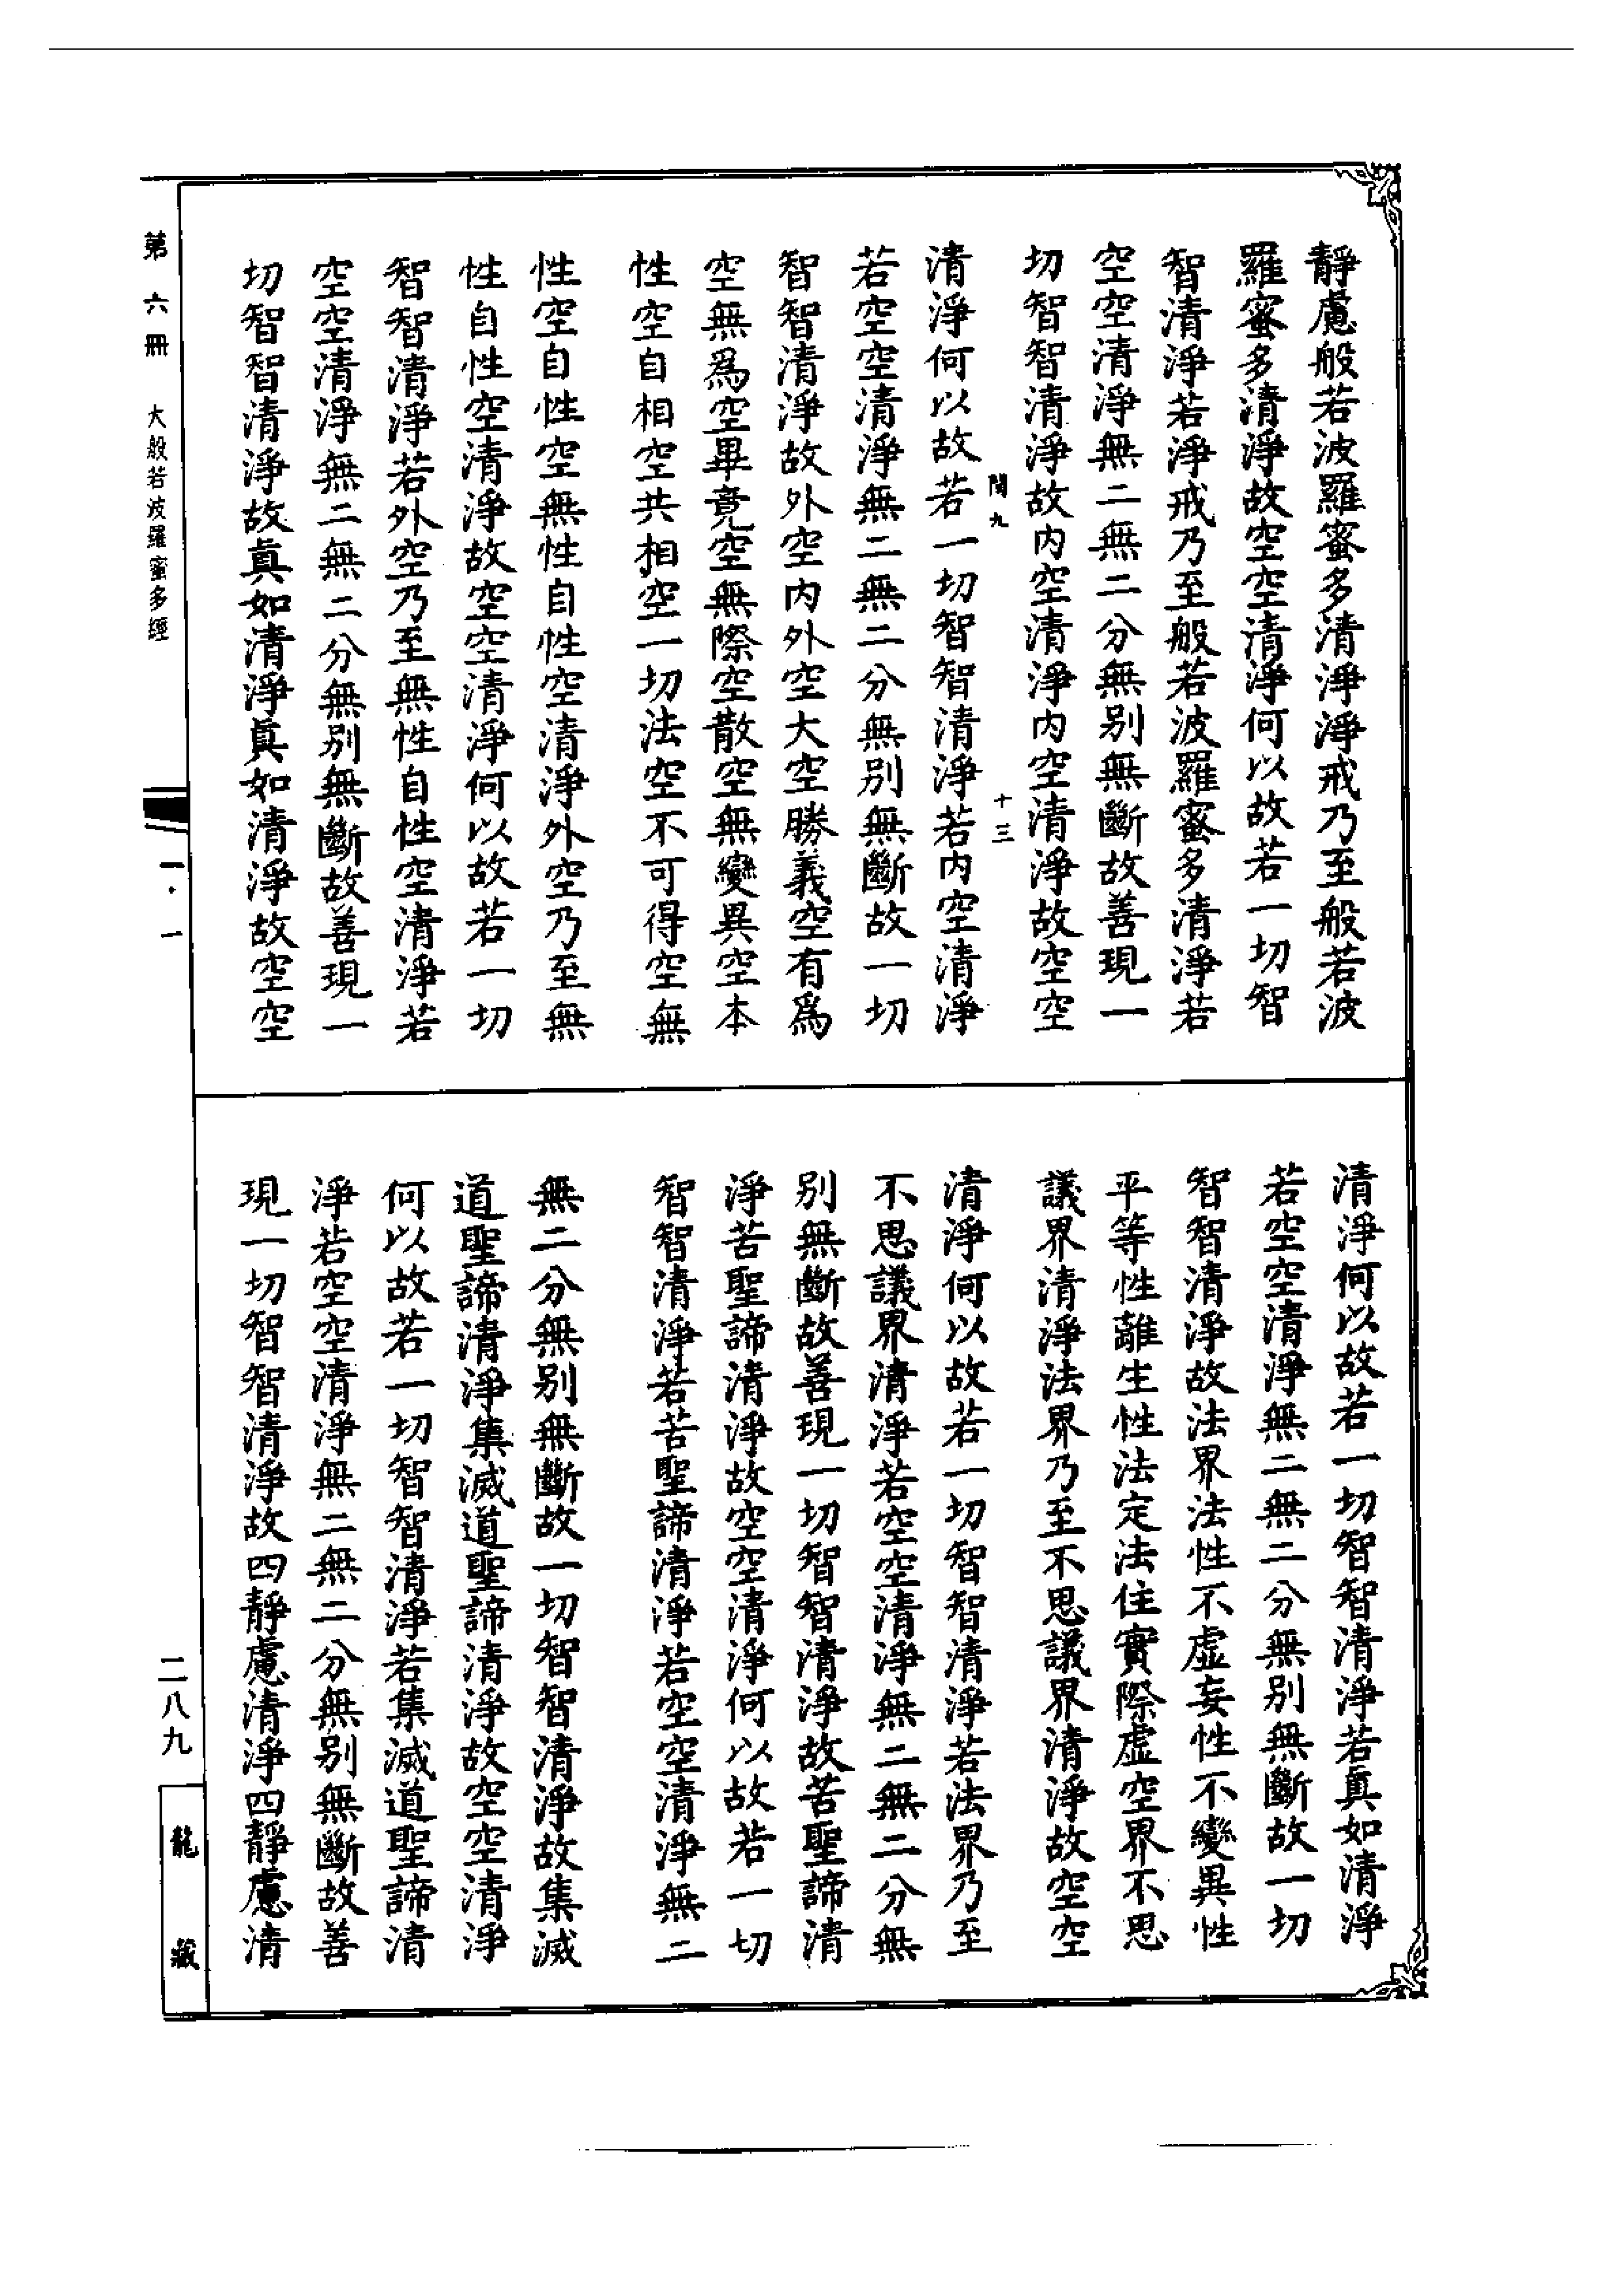 靜慮般若波羅蜜多清淨淨戒乃至般若波
羅蜜多清淨故空空清淨何以故若一切智
智清淨若淨戒乃至般若波羅蜜多清淨若
空空清淨無二無二分無別無斷故善現一
切智智清淨故內空清淨內空清淨故空空
閏九 十三
清淨何以故若一切智智清淨若內空清淨
若空空清淨無二無二分無別無斷故一切
智智清淨故外空內外空大空勝義空有為
空無為空畢竟空無際空散空無變異空本
性空自相空共相空一切法空不可得空無
性空自性空無性自性空清淨外空乃至無
性自性空清淨故空空清淨何以故若一切
智智清淨若外空乃至無性自性空清淨若
空空清淨無二無二分無別無斷故善現一
切智智清淨故真如清淨真如清淨故空空
清淨何以故若一切智智清淨若真如清淨
若空空清淨無二無二分無別無斷故一切
智智清淨故法界法性不虛妄性不變異性
平等性離生性法定法住實際虛空界不思
議界清淨法界乃至不思議界清淨故空空
清淨何以故若一切智智清淨若法界乃至
不思議界清淨若空空清淨無二無二分無
別無斷故善現一切智智清淨故苦聖諦清
淨苦聖諦清淨故空空清淨何以故若一切
智智清淨若苦聖諦清淨若空空清淨無二
無二分無別無斷故一切智智清淨故集滅
道聖諦清淨集滅道聖諦清淨故空空清淨
何以故若一切智智清淨若集滅道聖諦清
淨若空空清淨無二無二分無別無斷故善
現一切智智清淨故四靜慮清淨四靜慮清
第六冊 大般若波羅蜜多經
一·一
二八九
龍藏